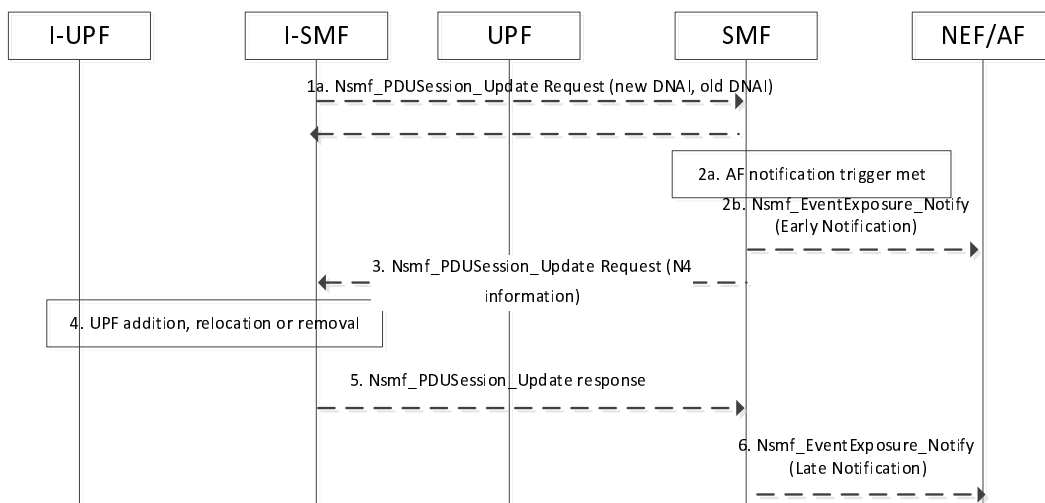 I-UPF
I-SMF
UPF
SMF
NEF/AF
1a. Nsmf_PDUSession_Update Request (new DNAI, old DNAI)
2a. AF notification trigger met
2b. Nsmf_EventExposure_Notify
(Early Notification)
3. Nsmf_PDUSession_Update Request (N4
information)
4. UPF addition, relocation or removal
5. Nsmf_PDUSession_Update response
6. Nsmf_EventExposure_Notify
(Late Notification)